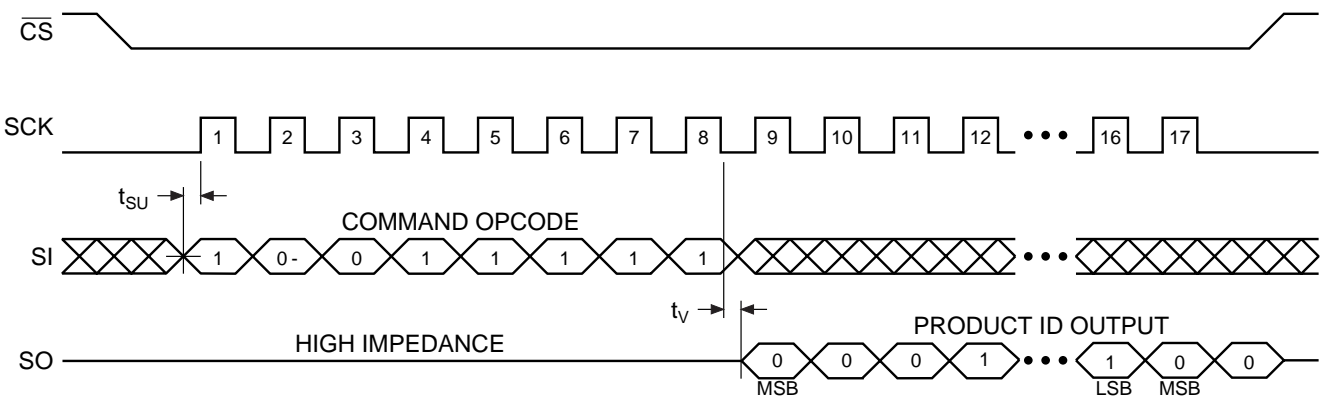 CS
SCK 1 2 3 4 5 6 7 8 9 10 11 12 ••• 16 17
tSU
COMMAND OPCODE
SI 1 0- 0 1 1 1 1 1 •••
tV
HIGH IMPEDANCE
PRODUCT ID OUTPUT
SO 0 0 0 1 ••• 1 0 0
MSB LSB MSB